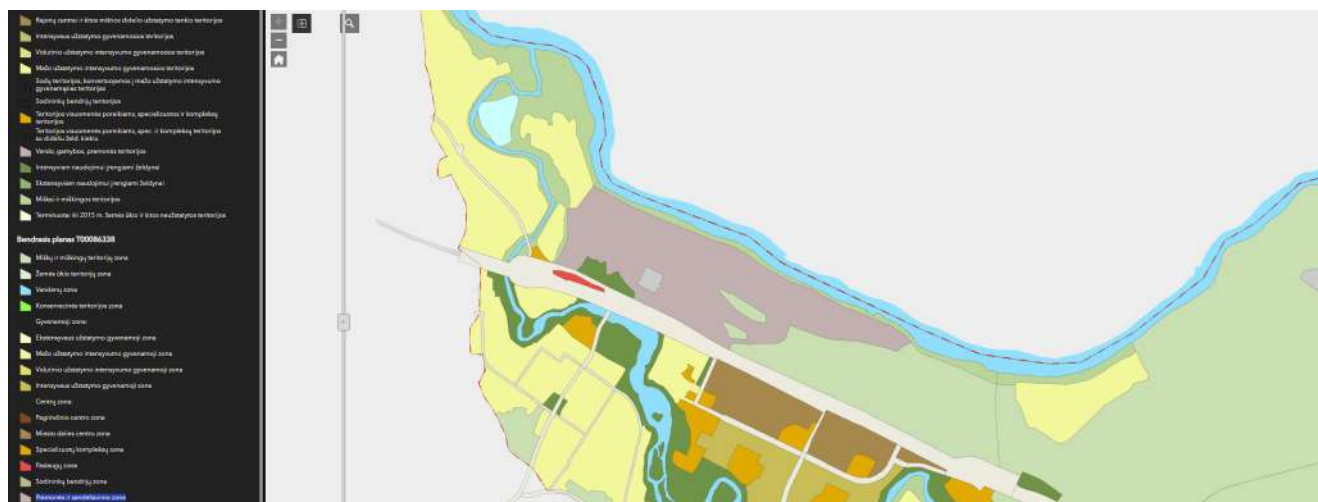 Rajonų centrai ir kitos mišrios didelio užstatymo tankio teritorijos
Intensyvaus užstatymo gyvenamosios teritorijos
Vidutinio užstatymo intensyvumo gyvenamosios teritorijos
Mažo užstatymo intensyvumo gyvenamosios teritorijos
Sodų teritorijos, konvertuojamos į mažo užstatymo intensyvumo
gyvenamąsias teritorijas
Sodininkų bendrijų teritorijos
Teritorijos visuomenės poreikiams, specializuotos ir kompleksų
teritorijos
Teritorijos visuomenės poreikiams, spec. ir kompleksų teritorijos
su dideliu želd. kiekiu
Verslo, gamybos, pramonės teritorijos
Intensyviam naudojimui įrengiami želdynai
Ekstensyviam naudojimui įrengiami želdynai
Miškai ir miškingos teritorijos
Terminuotai iki 2015 m. žemės ūkio ir kitos neužstatytos teritorijos
Bendrasis planas T00086338
Miškų ir miškingų teritorijų zona
Žemės ūkio teritorijų zona
Vandenų zona
Konservacinės teritorijos zona
Gyvenamoji zona:
Ekstensyvaus užstatymo gyvenamoji zona
Mažo užstatymo intensyvumo gyvenamoji zona
Vidutinio užstatymo intensyvumo gyvenamoji zona
Intensyvaus užstatymo gyvenamoji zona
Centrų zona:
Pagrindinio centro zona
Miesto dalies centro zona
Specializuotų kompleksų zona
Paslaugų zona
Sodininkų bendrijų zona
Pramonės ir sandėliavimo zona